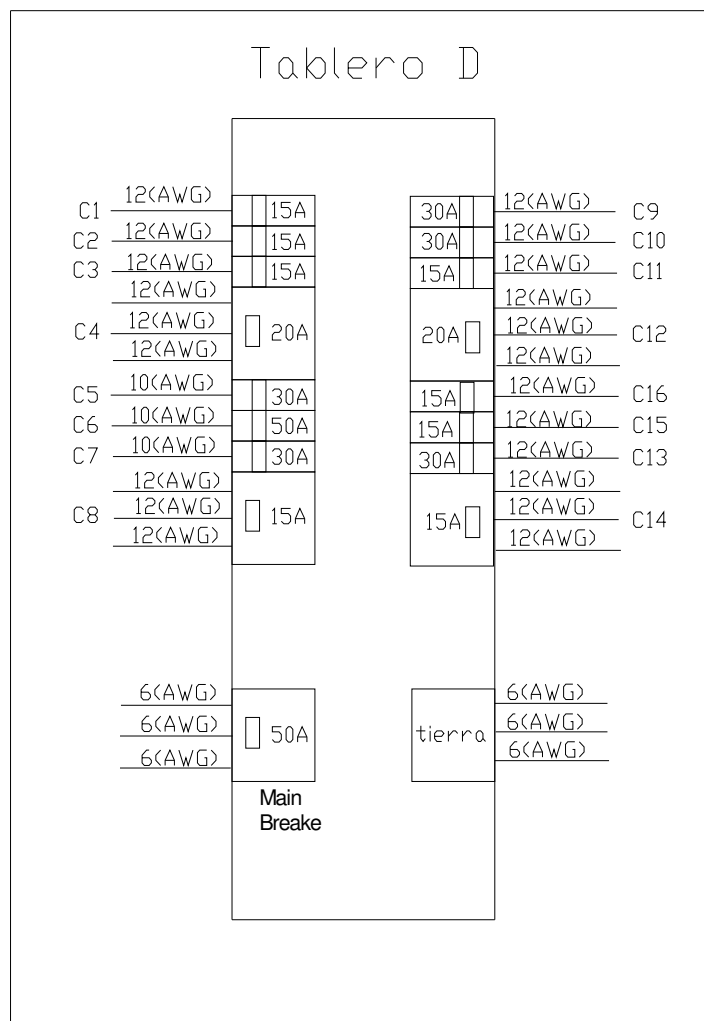 Tablero D
C1 12(AWG) 15A
C2 12(AWG) 15A
C3 12(AWG) 15A
12(AWG)
C4 12(AWG) 20A
12(AWG)
C5 10(AWG) 30A
C6 10(AWG) 50A
C7 10(AWG) 30A
12(AWG)
C8 12(AWG) 15A
12(AWG)
30A 12(AWG) C9
30A 12(AWG) C10
15A 12(AWG) C11
12(AWG)
20A 12(AWG) C12
12(AWG)
15A 12(AWG) C16
15A 12(AWG) C15
30A 12(AWG) C13
12(AWG)
15A 12(AWG) C14
12(AWG)
6(AWG)
6(AWG) 50A
6(AWG)
Main
Breake
6(AWG)
tierra 6(AWG)
6(AWG)